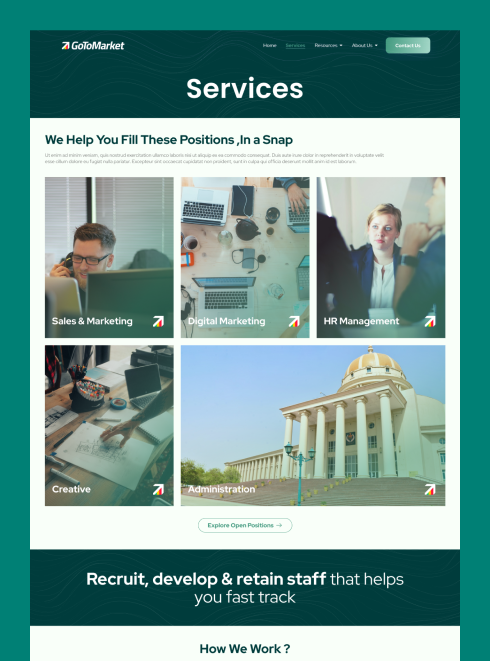 GoToMarket
Home Services Resources About Us Contact Us
Services
We Help You Fill These Positions ,In a Snap
Ut enim ad minim veniam, quis nostrud exercitation ullamco laboris nisi ut aliquip ex ea commodo consequat. Duis aute irure dolor in reprehenderit in voluptate velit
esse cillum dolore eu fugiat nulla pariatur. Excepteur sint occaecat cupidatat non proident, sunt in culpa qui officia deserunt mollit anim id est laborum.
Sales & Marketing
Digital Marketing
HR Management
Creative
Administration
Explore Open Positions →
Recruit, develop & retain staff that helps
you fast track
How We Work ?